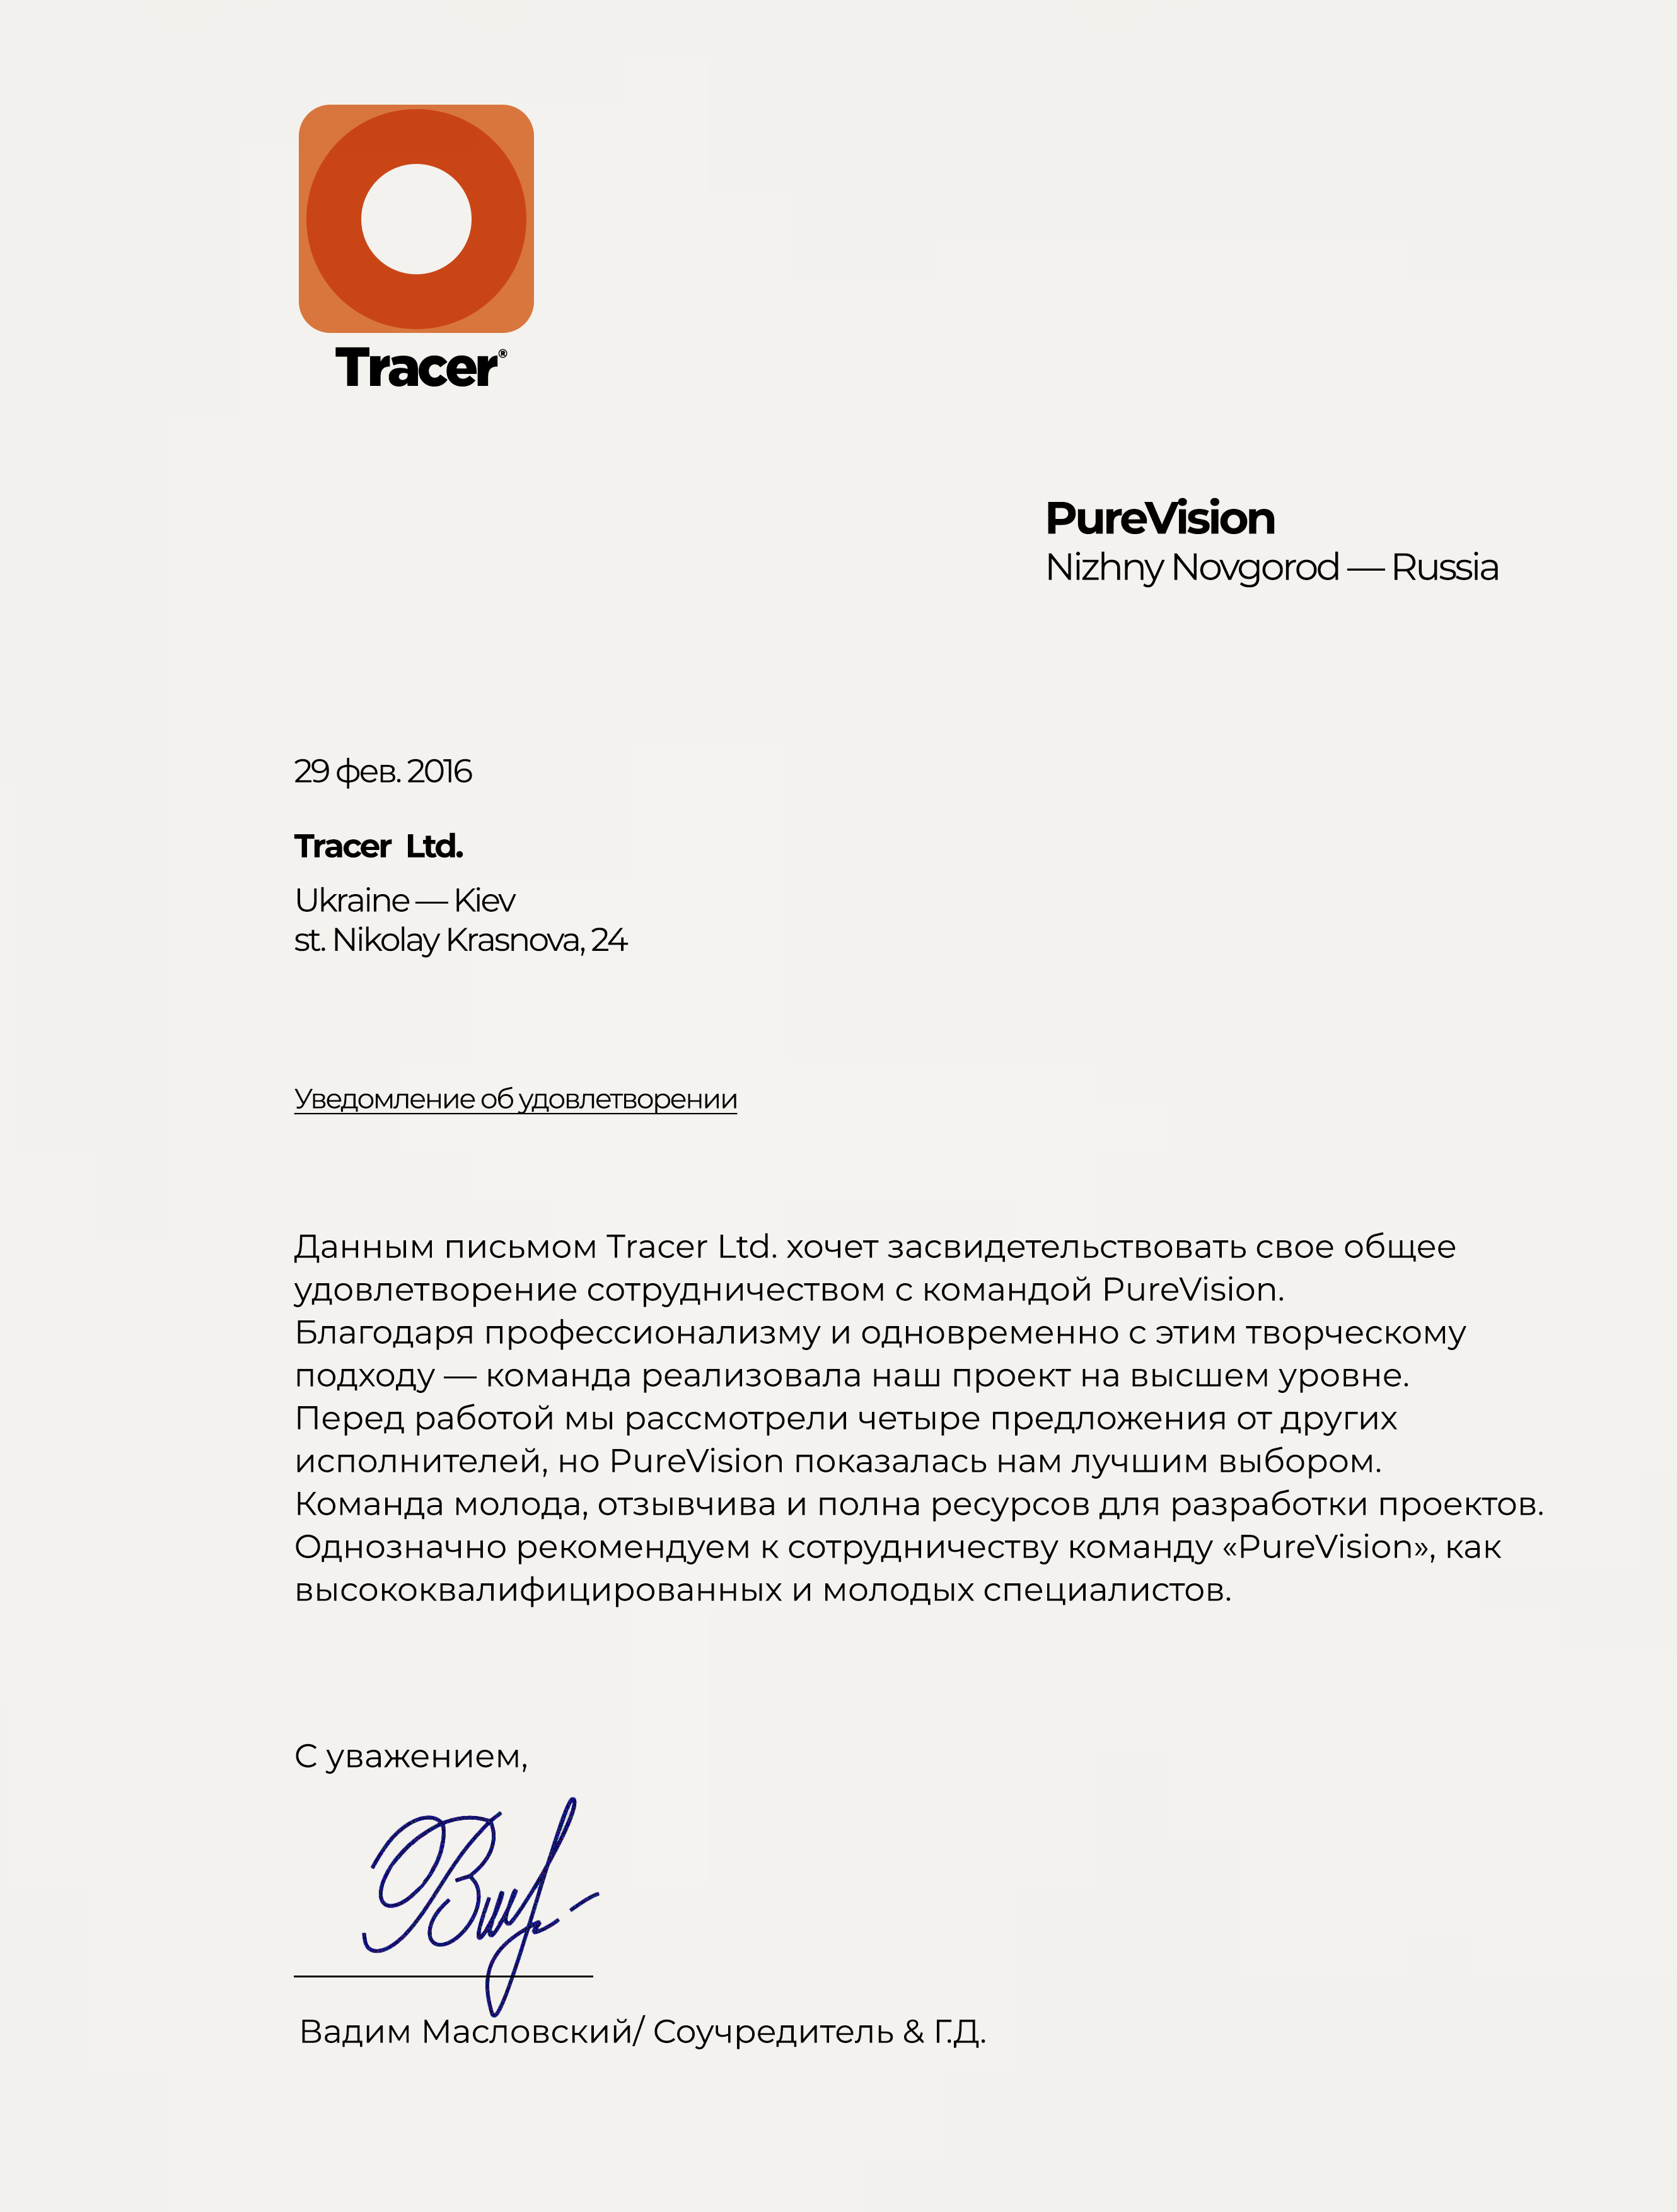 Tracer®
PureVision
Nizhny Novgorod — Russia
29 фев. 2016
Tracer Ltd.
Ukraine — Kiev
st. Nikolay Krasnova, 24
Уведомление об удовлетворении
Данным письмом Tracer Ltd. хочет засвидетельствовать свое общее
удовлетворение сотрудничеством с командой PureVision.
Благодаря профессионализму и одновременно с этим творческому
подходу — команда реализовала наш проект на высшем уровне.
Перед работой мы рассмотрели четыре предложения от других
исполнителей, но PureVision показалась нам лучшим выбором.
Команда молода, отзывчива и полна ресурсов для разработки проектов.
Однозначно рекомендуем к сотрудничеству команду «PureVision», как
высококвалифицированных и молодых специалистов.
С уважением,
Вадим Масловский/ Соучредитель & Г.Д.